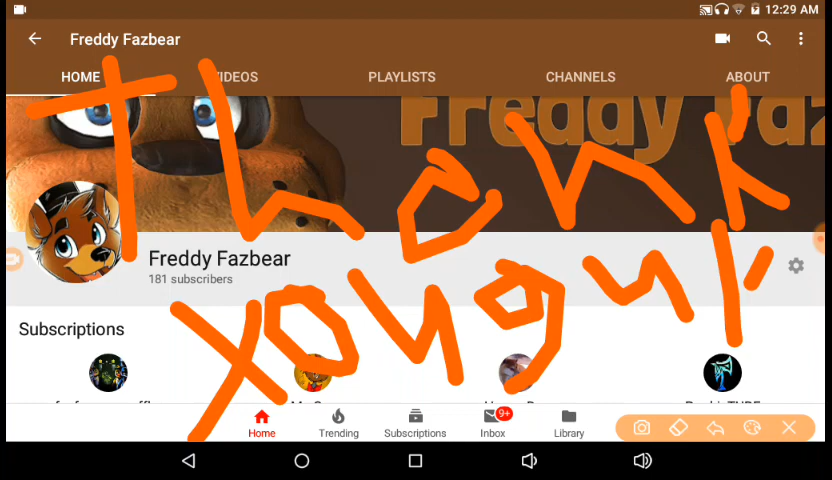 12:29 AM
Freddy Fazbear
HOME VIDEOS PLAYLISTS CHANNELS ABOUT
Freddy Faz
Thank
Freddy Fazbear
181 subscribers
you guy
Subscriptions
9+
Home Trending Subscriptions Inbox Library